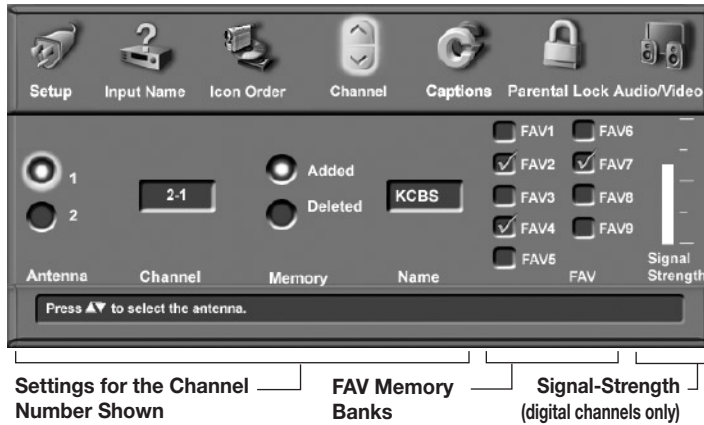 Setup Input Name Icon Order Channel Captions Parental Lock Audio/Video
FAV1 FAV6
1 Added FAV2 FAV7
2-1 KCBS FAV3 FAV8
2 Deleted FAV4 FAV9
FAV5
Antenna Channel Memory Name FAV Signal Strength
Press ▲▼ to select the antenna.
Settings for the Channel Number Shown
FAV Memory Banks
Signal-Strength
(digital channels only)